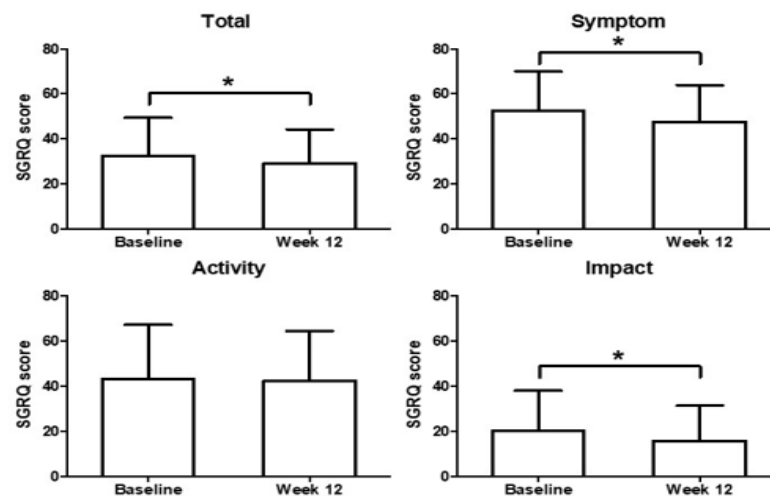 Total
SGRQ score
80
60
40
20
0
*
Baseline
Week 12
Symptom
SGRQ score
80
60
40
20
0
*
Baseline
Week 12
Activity
SGRQ score
80
60
40
20
0
Baseline
Week 12
Impact
SGRQ score
80
60
40
20
0
*
Baseline
Week 12